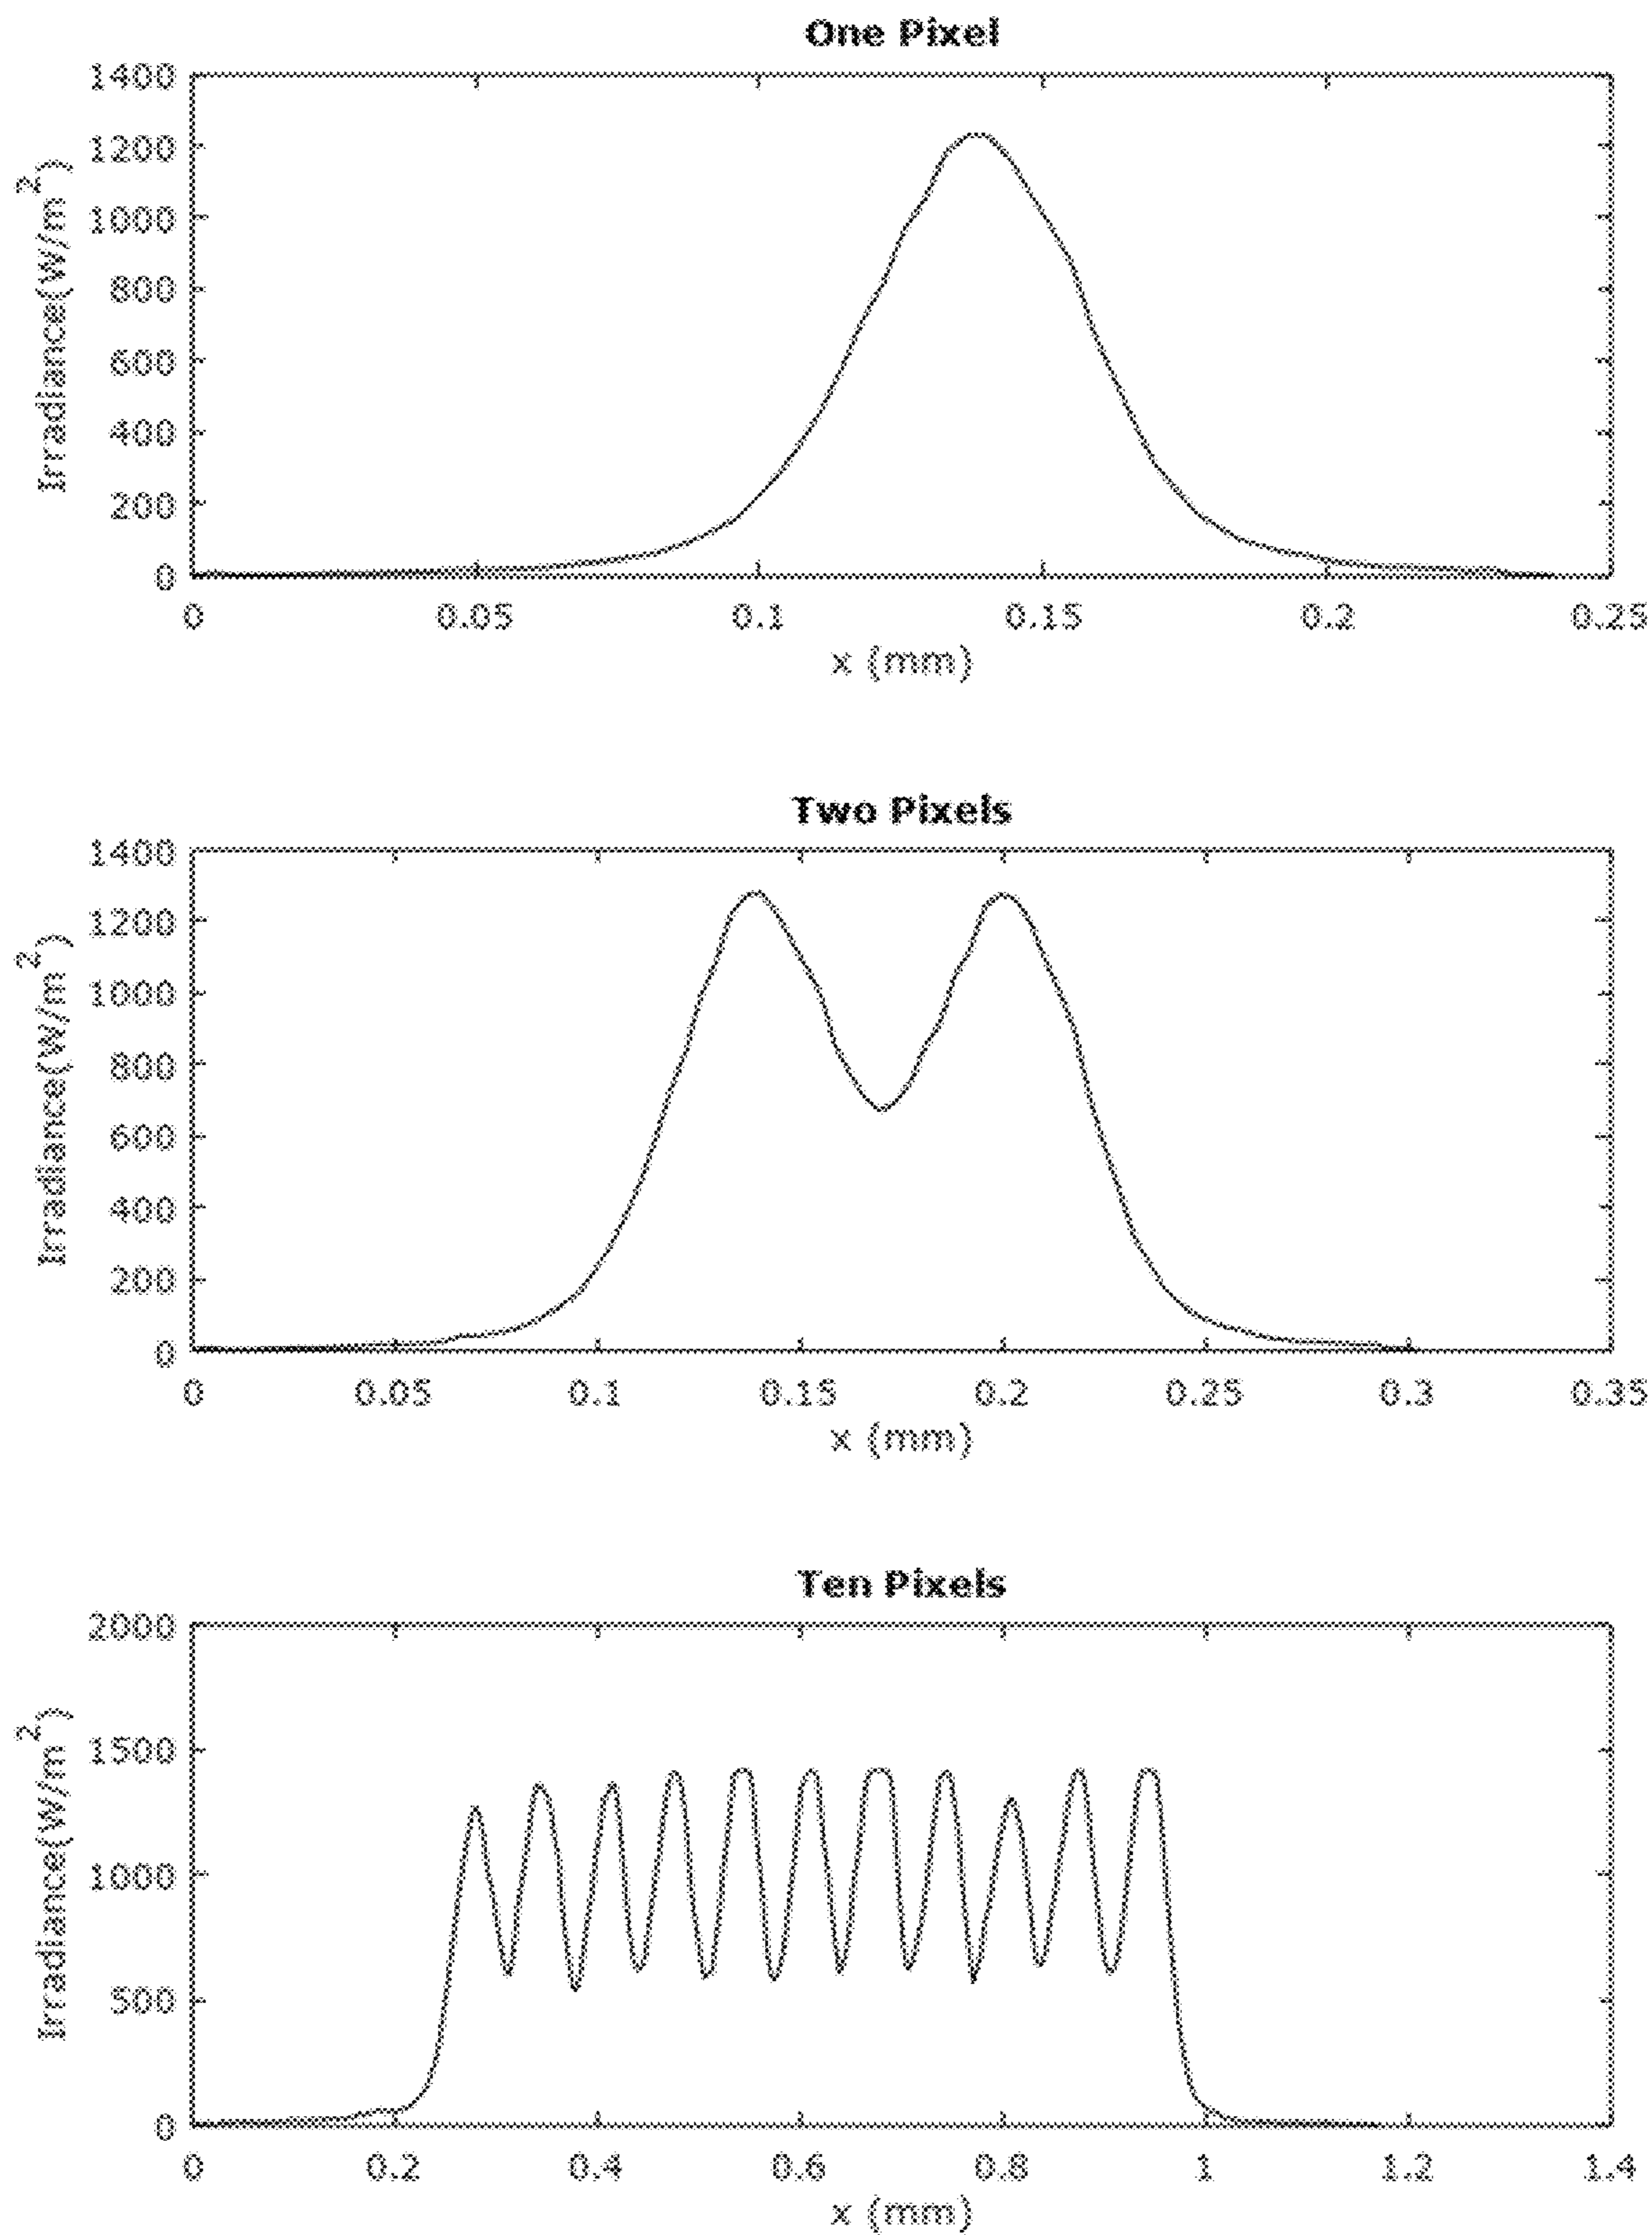 One Pixel
1400
1200
1000
800
600
400
200
0
Irradiance(W/m²)
0 0.05 0.1 0.15 0.2 0.25
x (mm)
Two Pixels
1400
1200
1000
800
600
400
200
0
Irradiance(W/m²)
0 0.05 0.1 0.15 0.2 0.25 0.3 0.35
x (mm)
Ten Pixels
2000
1500
1000
500
0
Irradiance(W/m²)
0 0.2 0.4 0.6 0.8 1 1.2 1.4
x (mm)